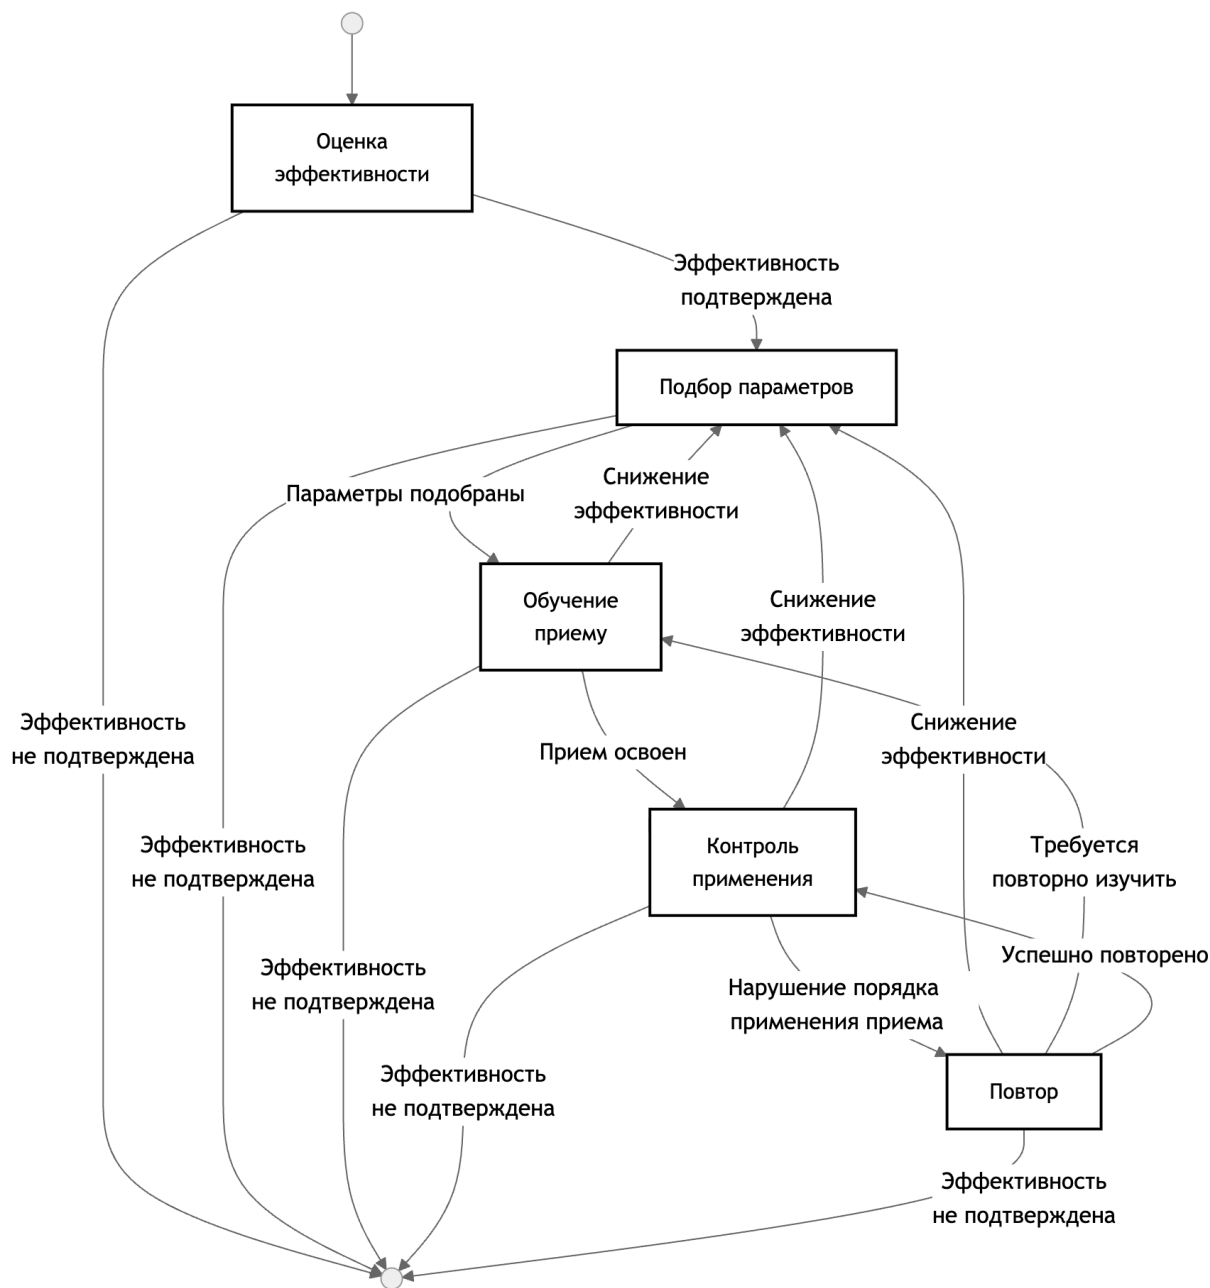 Оценка
эффективности
Эффективность
подтверждена
Подбор параметров
Параметры подобраны
Снижение
эффективности
Обучение
приему
Снижение
эффективности
Эффективность
не подтверждена
Прием освоен
Снижение
эффективности
Эффективность
не подтверждена
Контроль
применения
Требуется
повторно изучить
Эффективность
не подтверждена
Нарушение порядка
применения приема
Успешно повторено
Эффективность
не подтверждена
Повтор
Эффективность
не подтверждена